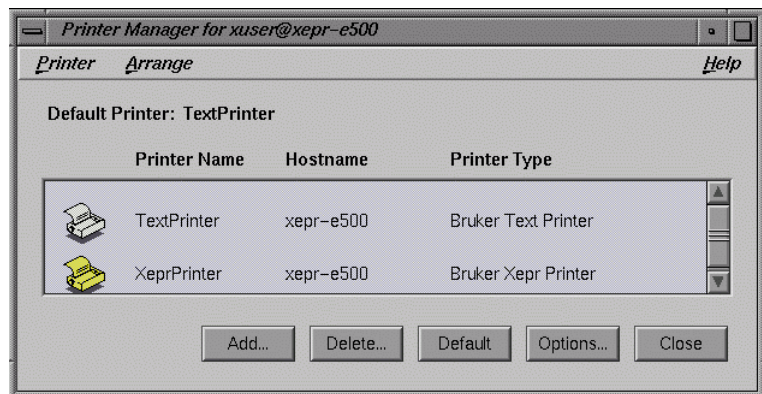 Printer Manager for xuser@xepr-e500
Printer Arrange Help
Default Printer: TextPrinter
Printer Name Hostname Printer Type
TextPrinter xepr-e500 Bruker Text Printer
XeprPrinter xepr-e500 Bruker Xepr Printer
Add... Delete... Default Options... Close